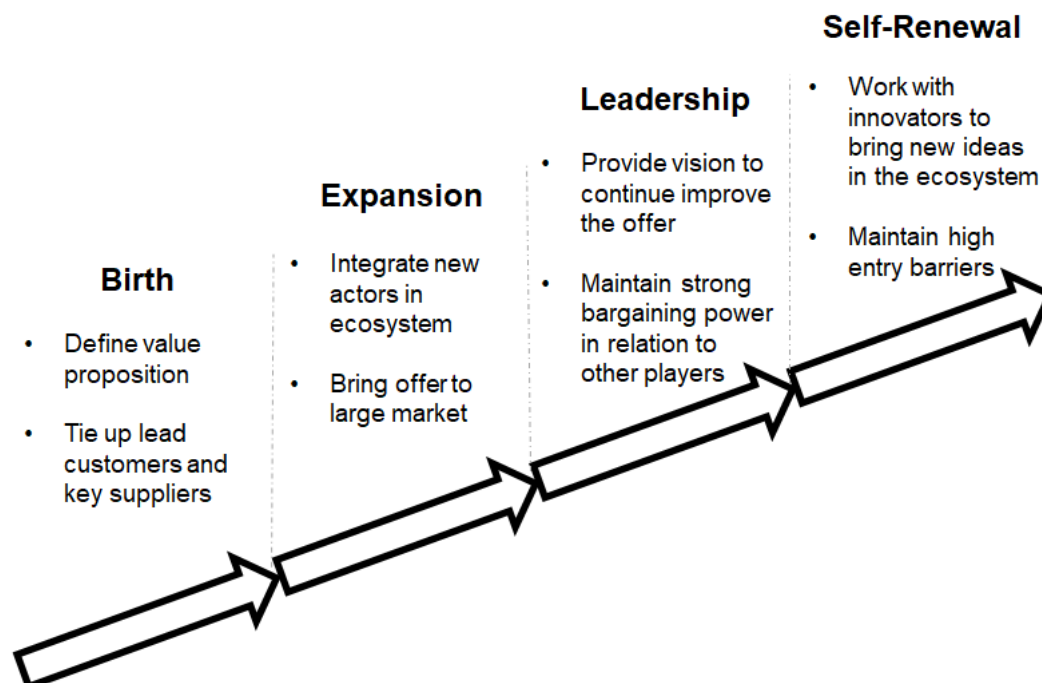 Birth
• Define value
proposition
• Tie up lead
customers and
key suppliers
Expansion
• Integrate new
actors in
ecosystem
• Bring offer to
large market
Leadership
• Provide vision to
continue improve
the offer
• Maintain strong
bargaining power
in relation to
other players
Self-Renewal
• Work with
innovators to
bring new ideas
in the ecosystem
• Maintain high
entry barriers